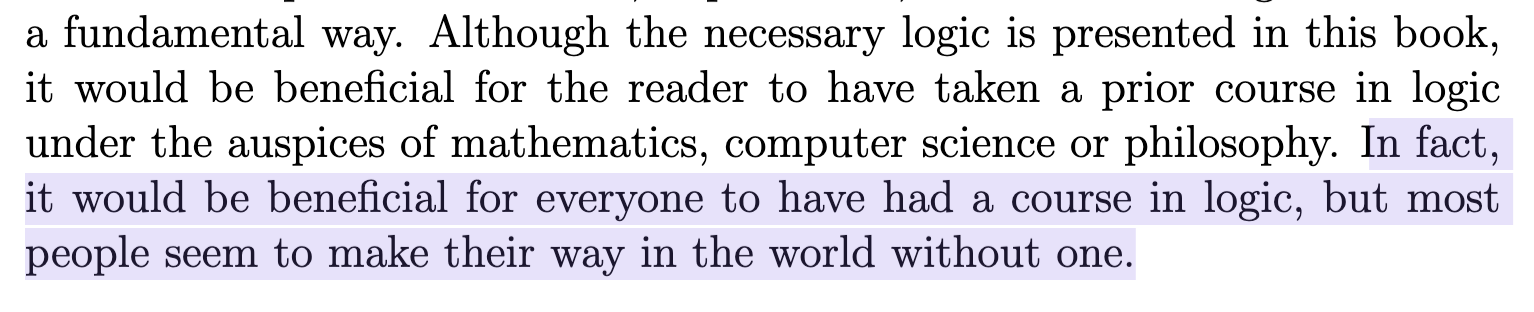 a fundamental way. Although the necessary logic is presented in this book,
it would be beneficial for the reader to have taken a prior course in logic
under the auspices of mathematics, computer science or philosophy. In fact,
it would be beneficial for everyone to have had a course in logic, but most
people seem to make their way in the world without one.